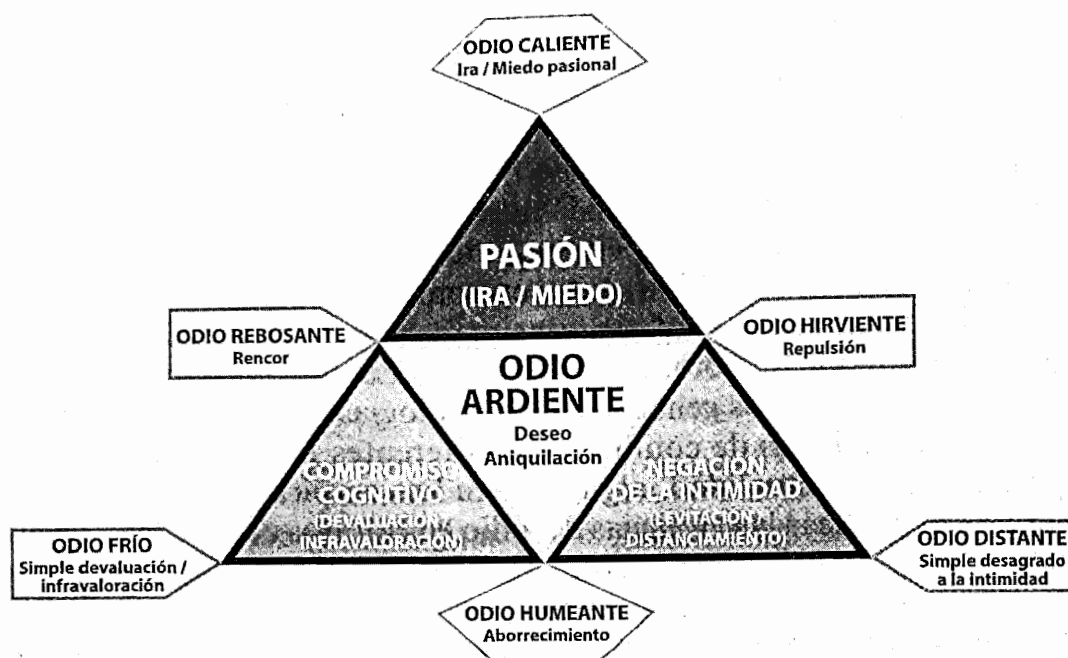 ODIO CALIENTE
Ira / Miedo pasional
PASIÓN
(IRA / MIEDO)
ODIO REBOSANTE
Rencor
ODIO HIRVIENTE
Repulsión
ODIO
ARDIENTE
Deseo
Aniquilación
COMPROMISO
COGNITIVO
(DEVALUACIÓN /
INFRAVALORACIÓN)
NEGACIÓN
DE LA INTIMIDAD
(LEVITACIÓN /
DISTANCIAMIENTO)
ODIO FRÍO
Simple devaluación /
infravaloración
ODIO DISTANTE
Simple desagrado
a la intimidad
ODIO HUMEANTE
Aborrecimiento